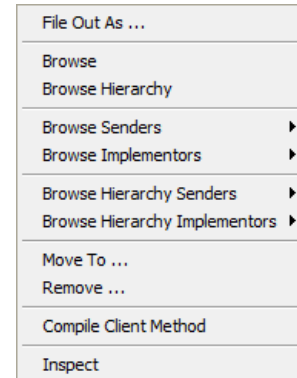 File Out As ...
Browse
Browse Hierarchy
Browse Senders
Browse Implementors
Browse Hierarchy Senders
Browse Hierarchy Implementors
Move To ...
Remove ...
Compile Client Method
Inspect